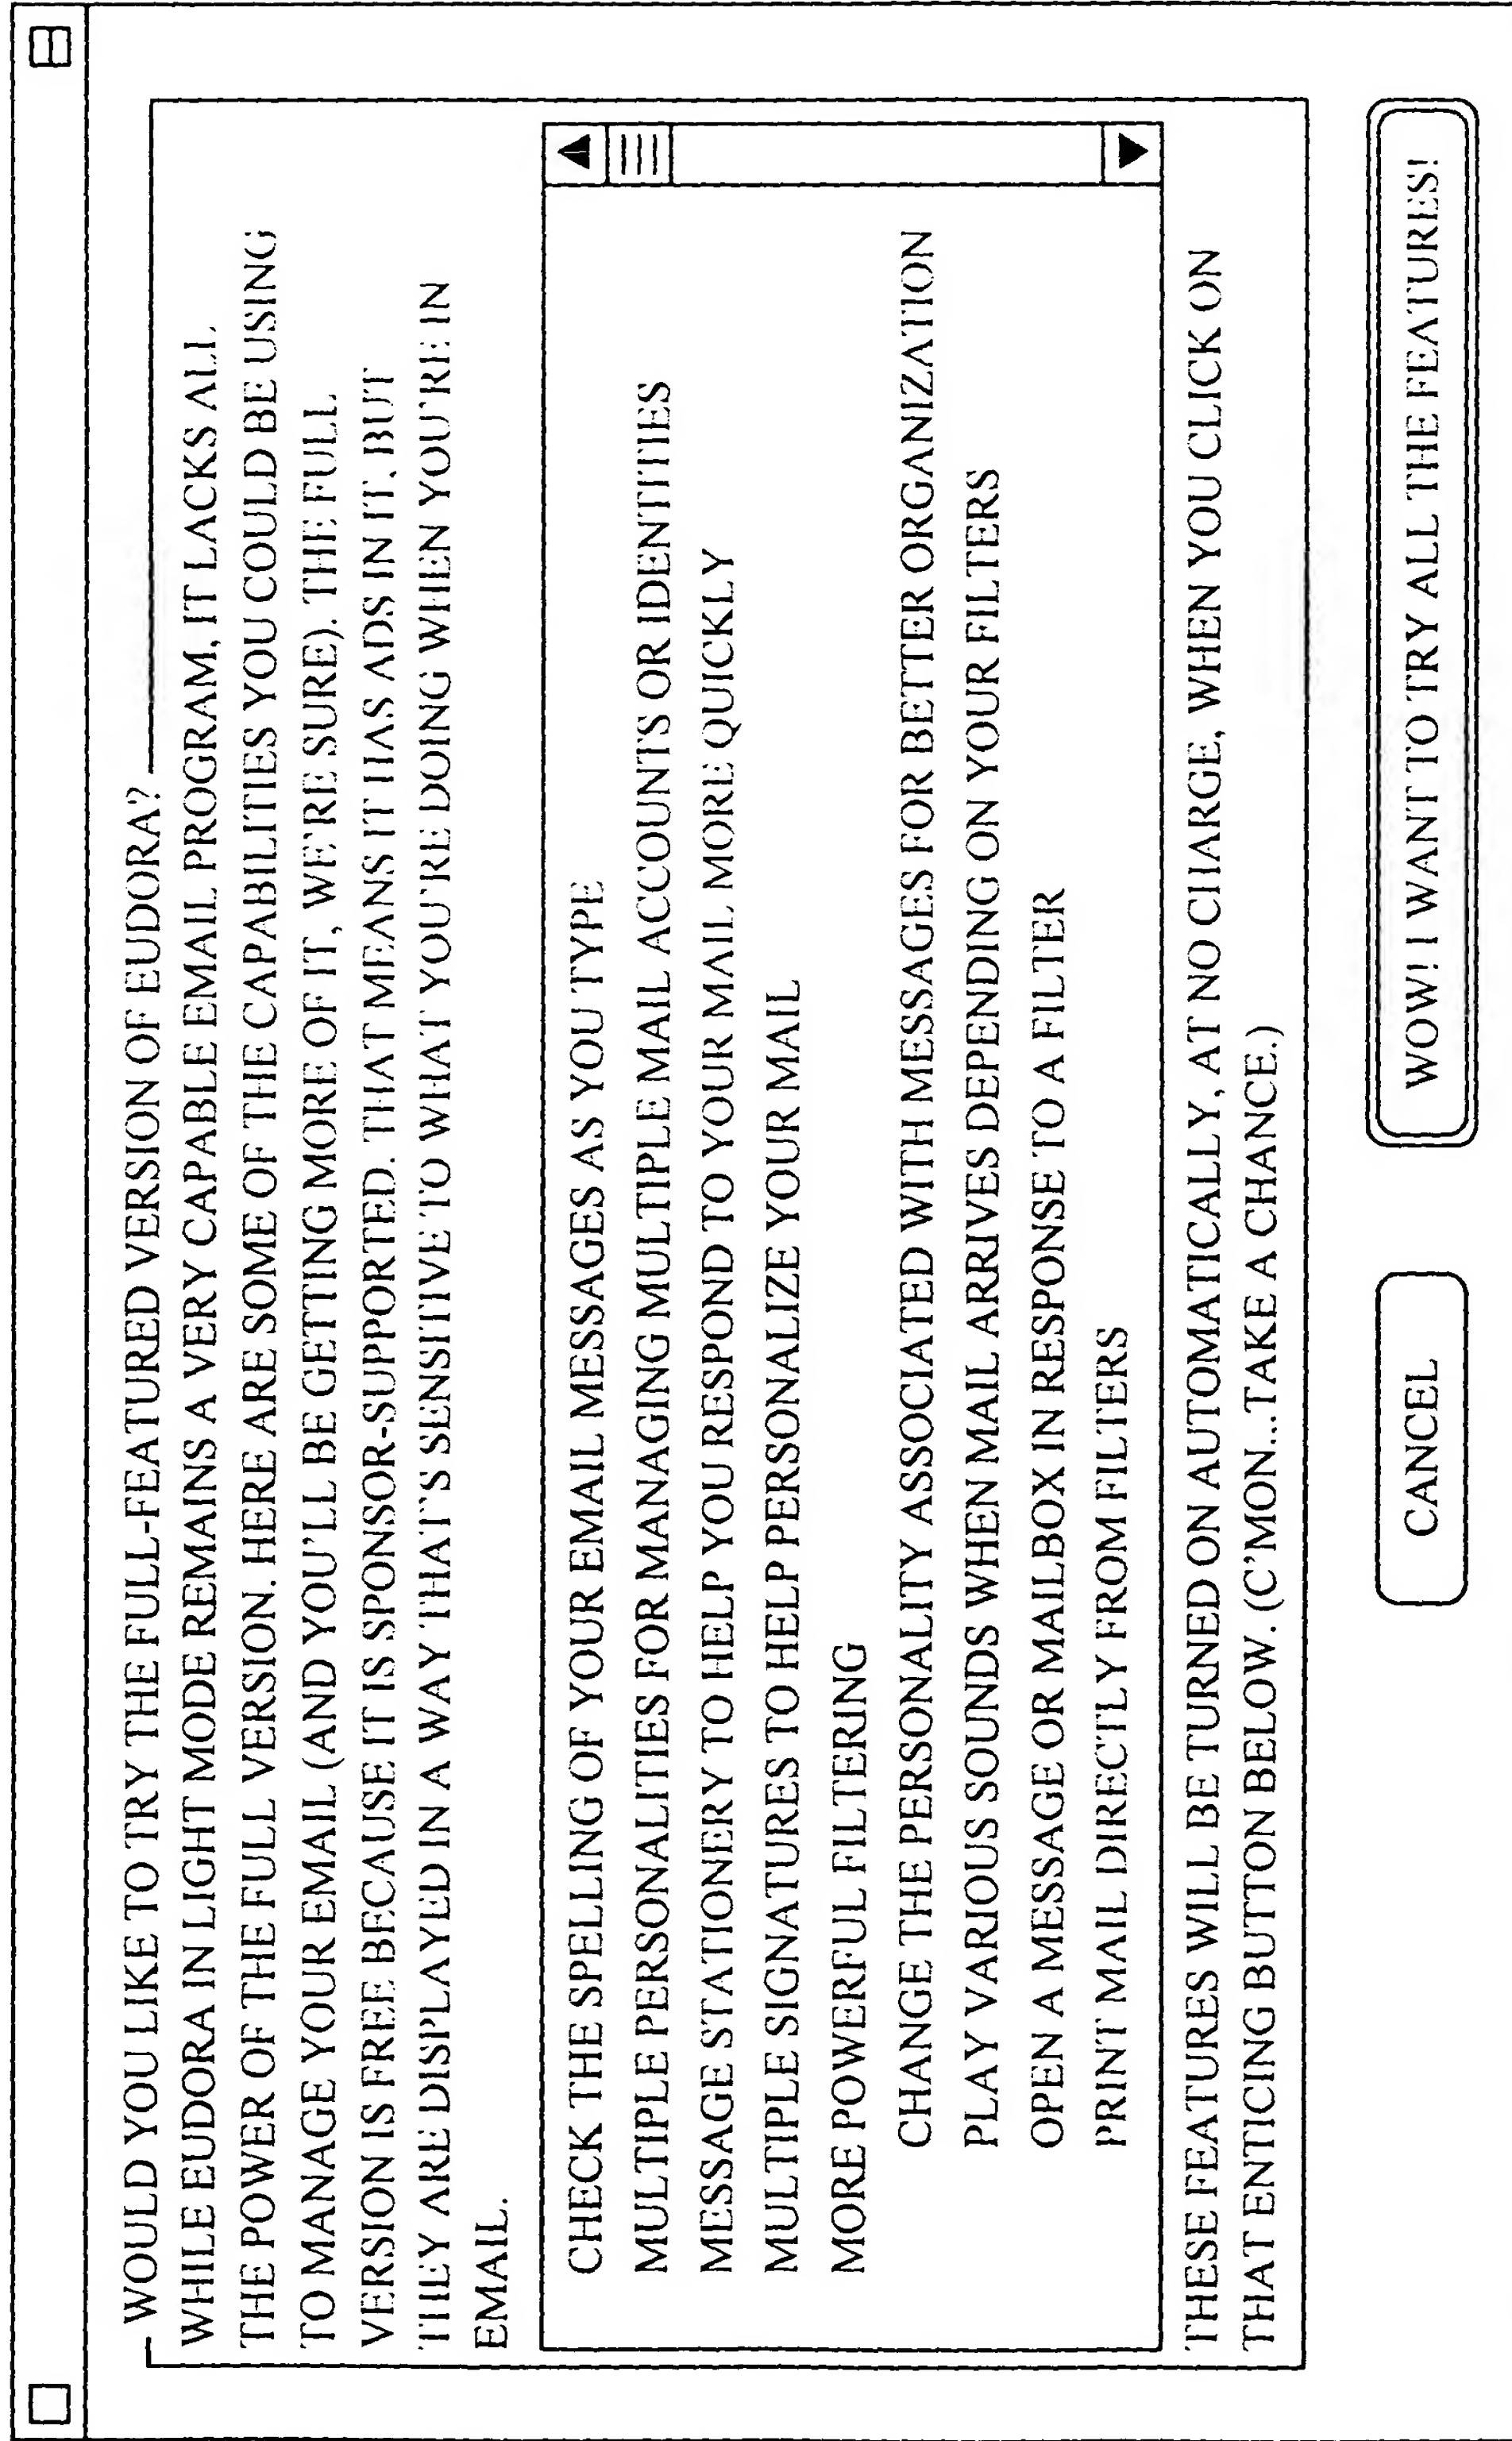 WOULD YOU LIKE TO TRY THE FULL-FEATURED VERSION OF EUDORA?
WHILE EUDORA IN LIGHT MODE REMAINS A VERY CAPABLE EMAIL PROGRAM, IT LACKS ALL
THE POWER OF THE FULL VERSION. HERE ARE SOME OF THE CAPABILITIES YOU COULD BE USING
TO MANAGE YOUR EMAIL (AND YOU'LL BE GETTING MORE OF IT, WE'RE SURE). THE FULL
VERSION IS FREE BECAUSE IT IS SPONSOR-SUPPORTED. THAT MEANS IT HAS ADS IN IT, BUT
THEY ARE DISPLAYED IN A WAY THAT'S SENSITIVE TO WHAT YOU'RE DOING WHEN YOU'RE IN
EMAIL.
CHECK THE SPELLING OF YOUR EMAIL MESSAGES AS YOU TYPE
MULTIPLE PERSONALITIES FOR MANAGING MULTIPLE MAIL ACCOUNTS OR IDENTITIES
MESSAGE STATIONERY TO HELP YOU RESPOND TO YOUR MAIL MORE QUICKLY
MULTIPLE SIGNATURES TO HELP PERSONALIZE YOUR MAIL
MORE POWERFUL FILTERING
CHANGE THE PERSONALITY ASSOCIATED WITH MESSAGES FOR BETTER ORGANIZATION
PLAY VARIOUS SOUNDS WHEN MAIL ARRIVES DEPENDING ON YOUR FILTERS
OPEN A MESSAGE OR MAILBOX IN RESPONSE TO A FILTER
PRINT MAIL DIRECTLY FROM FILTERS
THESE FEATURES WILL BE TURNED ON AUTOMATICALLY, AT NO CHARGE, WHEN YOU CLICK ON
THAT ENTICING BUTTON BELOW. (C'MON...TAKE A CHANCE.)
CANCEL
WOW! I WANT TO TRY ALL THE FEATURES!